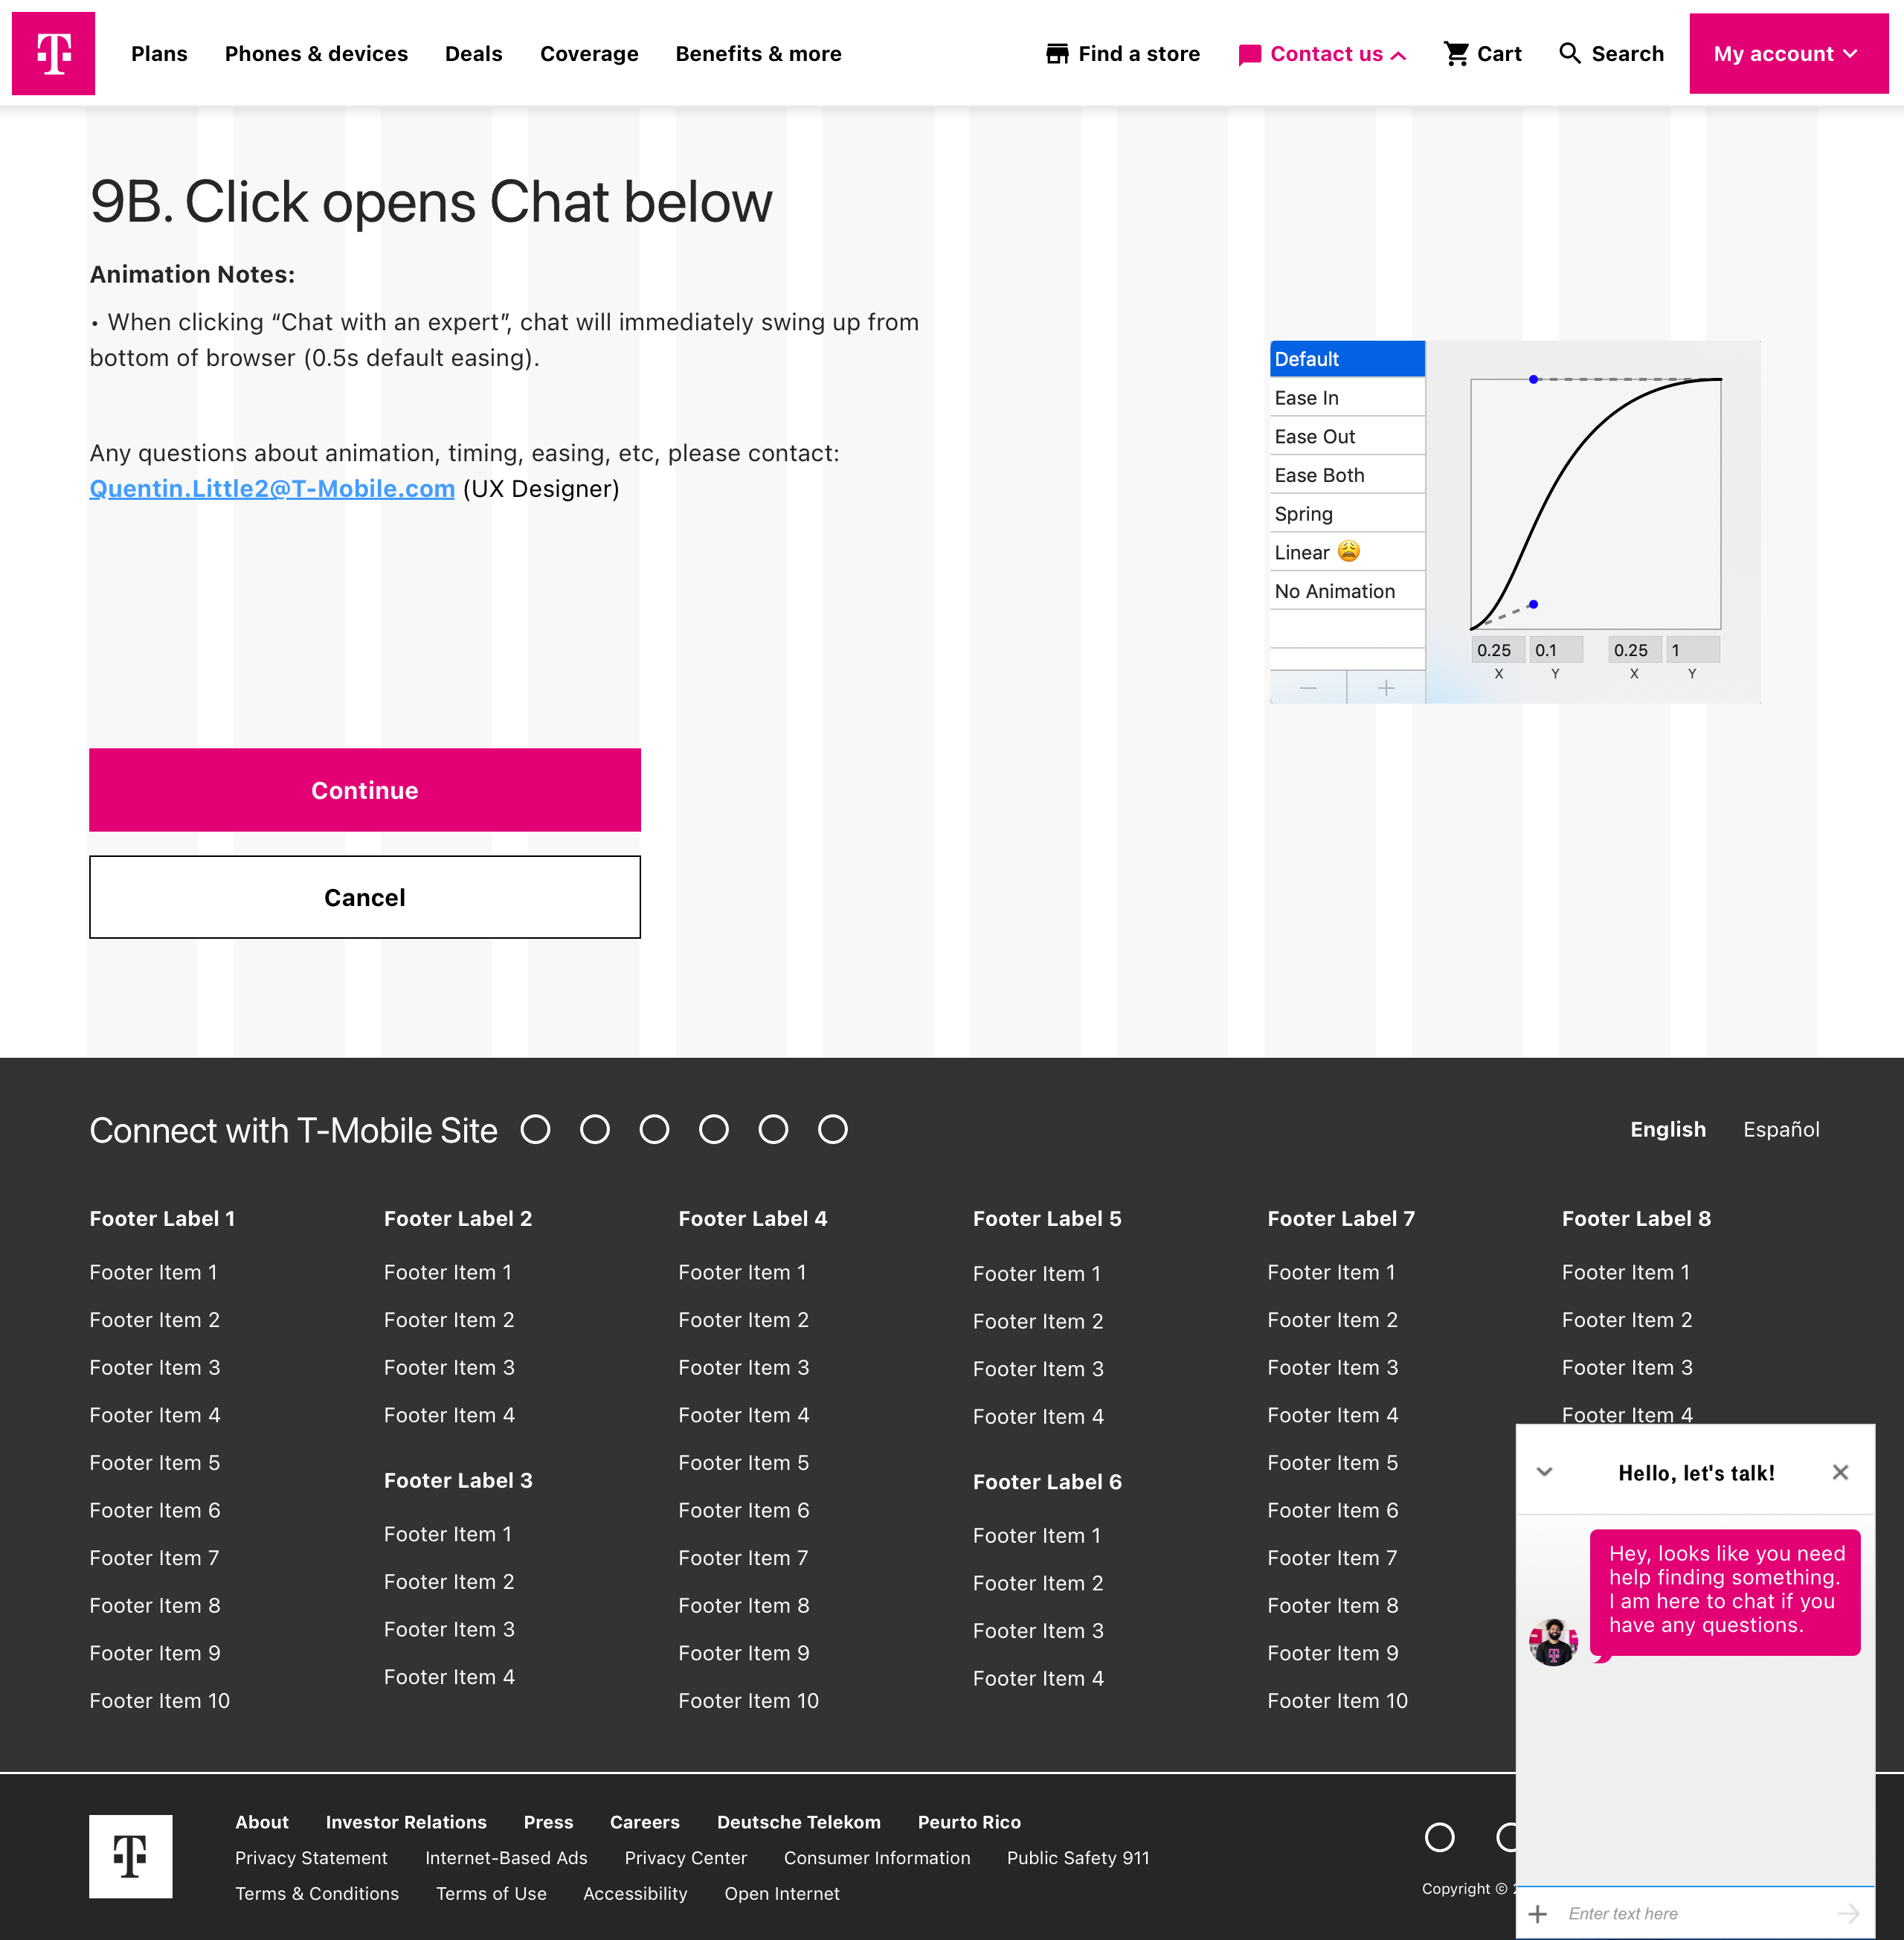 T Plans Phones & devices Deals Coverage Benefits & more Find a store Contact us Cart Search My account
9B. Click opens Chat below
Animation Notes:
• When clicking “Chat with an expert”, chat will immediately swing up from
bottom of browser (0.5s default easing).
Any questions about animation, timing, easing, etc, please contact:
Quentin.Little2@T-Mobile.com (UX Designer)
Default
Ease In
Ease Out
Ease Both
Spring
Linear 😩
No Animation
0.25 0.1 0.25 1
X Y X Y
Continue
Cancel
Connect with T-Mobile Site
English Español
Footer Label 1
Footer Item 1
Footer Item 2
Footer Item 3
Footer Item 4
Footer Item 5
Footer Item 6
Footer Item 7
Footer Item 8
Footer Item 9
Footer Item 10
Footer Label 2
Footer Item 1
Footer Item 2
Footer Item 3
Footer Item 4
Footer Label 3
Footer Item 1
Footer Item 2
Footer Item 3
Footer Item 4
Footer Label 4
Footer Item 1
Footer Item 2
Footer Item 3
Footer Item 4
Footer Item 5
Footer Item 6
Footer Item 7
Footer Item 8
Footer Item 9
Footer Item 10
Footer Label 5
Footer Item 1
Footer Item 2
Footer Item 3
Footer Item 4
Footer Label 6
Footer Item 1
Footer Item 2
Footer Item 3
Footer Item 4
Footer Label 7
Footer Item 1
Footer Item 2
Footer Item 3
Footer Item 4
Footer Item 5
Footer Item 6
Footer Item 7
Footer Item 8
Footer Item 9
Footer Item 10
Footer Label 8
Footer Item 1
Footer Item 2
Footer Item 3
Footer Item 4
Hello, let's talk!
Hey, looks like you need
help finding something.
I am here to chat if you
have any questions.
Enter text here
T
About Investor Relations Press Careers Deutsche Telekom Peurto Rico
Privacy Statement Internet-Based Ads Privacy Center Consumer Information Public Safety 911
Terms & Conditions Terms of Use Accessibility Open Internet
Copyright ©